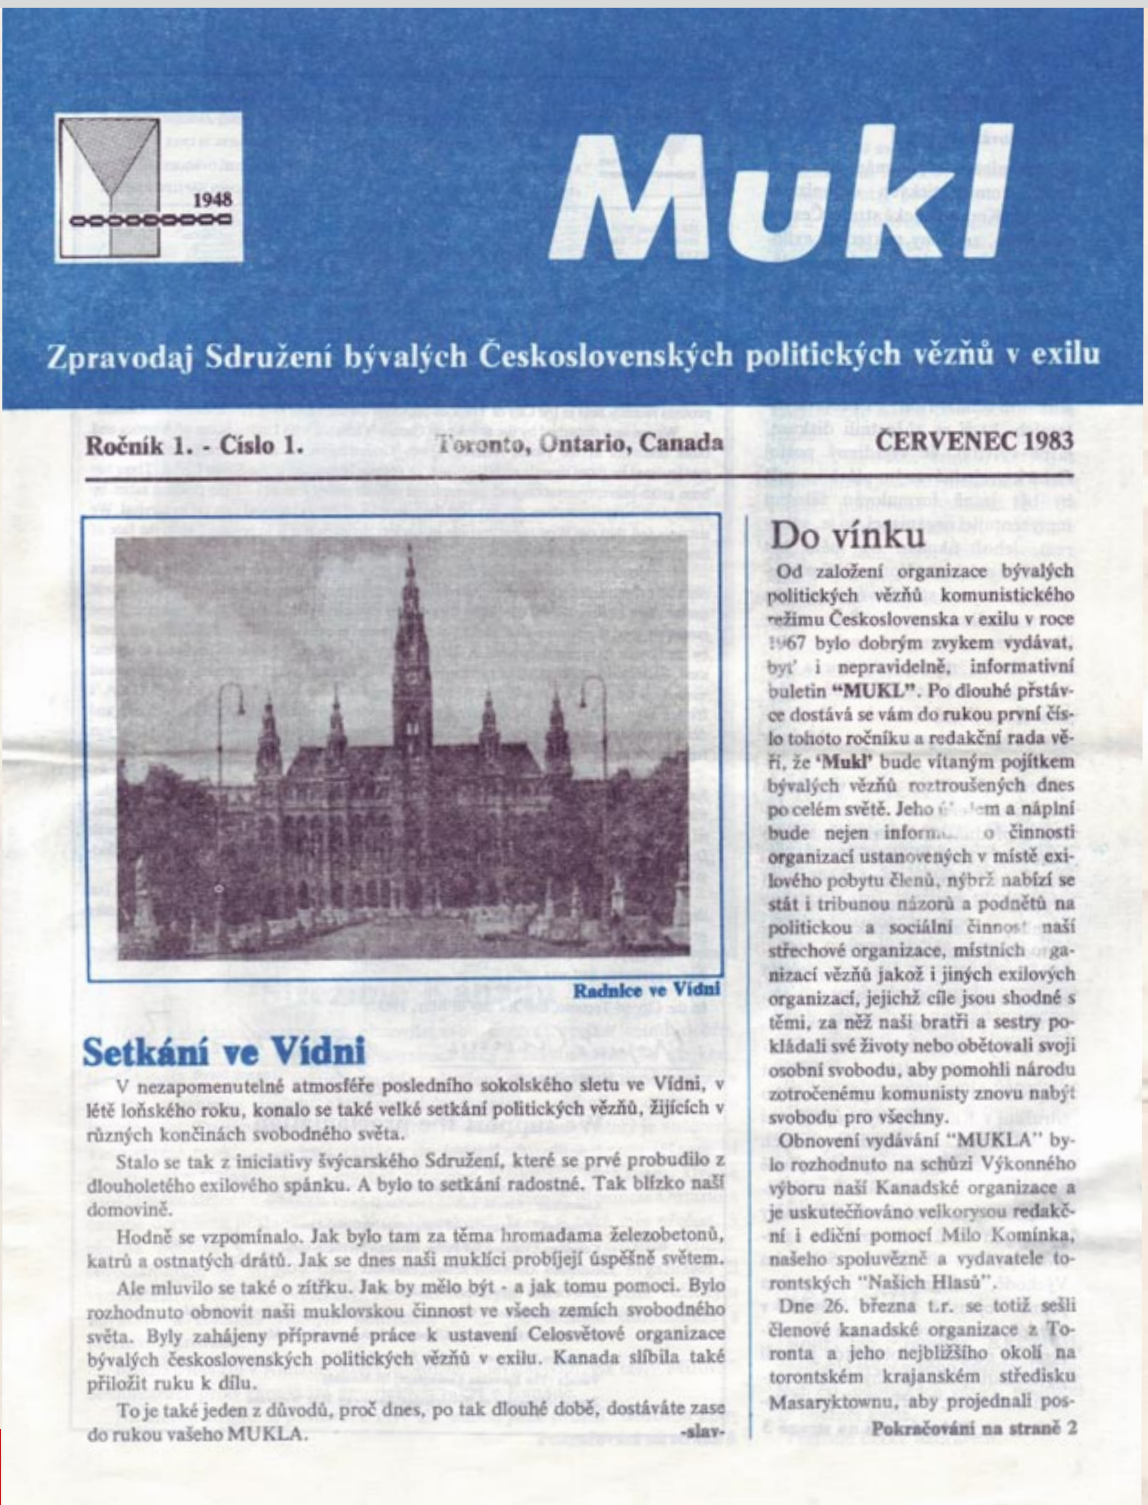 1948
Mukl
Zpravodaj Sdružení bývalých Československých politických vězňů v exilu
Ročník 1. - Císlo 1.
Toronto, Ontario, Canada
ČERVENEC 1983
Radnice ve Vídni
Setkání ve Vídni
V nezapomenutelné atmosféře posledního sokolského sletu ve Vídni, v
létě loňského roku, konalo se také velké setkání politických vězňů, žijících v
různých končinách svobodného světa.
Stalo se tak z iniciativy švýcarského Sdružení, které se prvé probudilo z
dlouholetého exilového spánku. A bylo to setkání radostné. Tak blízko naší
domovině.
Hodně se vzpomínalo. Jak bylo tam za těma hromadama železobetonů,
katrů a ostnatých drátů. Jak se dnes naši muklíci probíjejí úspěšně světem.
Ale mluvilo se také o zítřku. Jak by mělo být - a jak tomu pomoci. Bylo
rozhodnuto obnovit naši muklovskou činnost ve všech zemích svobodného
světa. Byly zahájeny přípravné práce k ustavení Celosvětové organizace
bývalých československých politických vězňů v exilu. Kanada slíbila také
přiložit ruku k dílu.
To je také jeden z důvodů, proč dnes, po tak dlouhé době, dostáváte zase
do rukou vašeho MUKLA.
-slav-
Do vínku
Od založení organizace bývalých
politických vězňů komunistického
režimu Československa v exilu v roce
1967 bylo dobrým zvykem vydávat,
byť i nepravidelně, informativní
buletin “MUKL”. Po dlouhé přstáv-
ce dostává se vám do rukou první čís-
lo tohoto ročníku a redakční rada vě-
ří, že ‘Mukl’ bude vítaným pojítkem
bývalých vězňů roztroušených dnes
po celém světě. Jeho a náplní
bude nejen o činnosti
organizací ustanovených v místě exi-
lového pobytu členů, nýbrž nabízí se
stát i tribunou názorů a podnětů na
politickou a sociální činnost naší
střechové organizace, místních orga-
nizací vězňů jakož i jiných exilových
organizací, jejichž cíle jsou shodné s
těmi, za něž naši bratři a sestry po-
kládali své životy nebo obětovali svoji
osobní svobodu, aby pomohli národu
zotročenému komunisty znovu nabýt
svobodu pro všechny.
Obnovení vydávání “MUKLA” by-
lo rozhodnuto na schůzi Výkonného
výboru naší Kanadské organizace a
je uskutečňováno velkorysou redakč-
ní i ediční pomocí Milo Komínka,
našeho spoluvězně a vydavatele to-
rontských “Našich Hlasů”.
Dne 26. března t.r. se totiž sešli
členové kanadské organizace z To-
ronta a jeho nejbližšího okolí na
torontském krajanském středisku
Masaryktownu, aby projednali pos-
Pokračování na straně 2